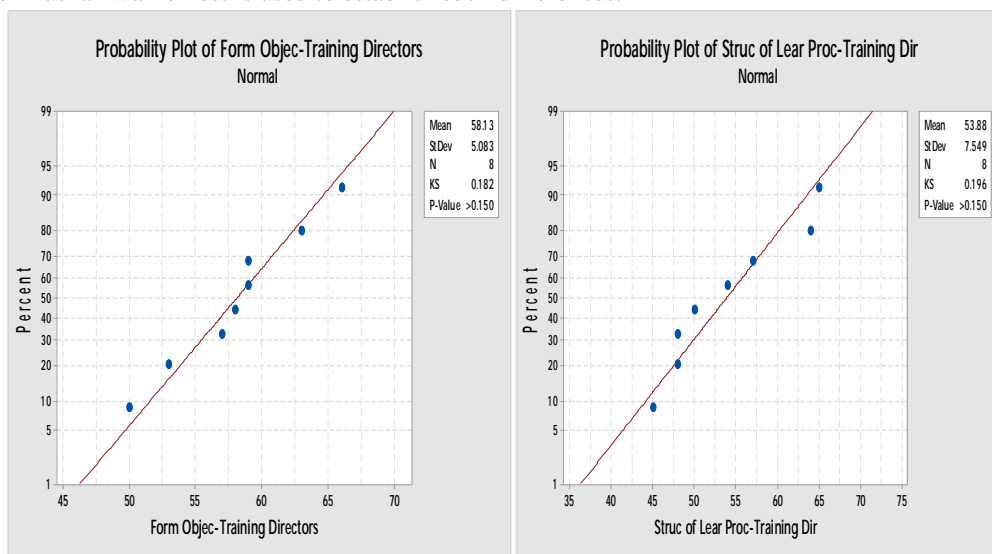 Probability Plot of Form Objec-Training Directors
Normal
99
95
90
80
70
60
50
40
30
20
10
5
1
Percent
45 50 55 60 65 70
Form Objec-Training Directors
Mean 58.13
StDev 5.083
N 8
KS 0.182
P-Value >0.150
Probability Plot of Struc of Lear Proc-Training Dir
Normal
99
95
90
80
70
60
50
40
30
20
10
5
1
Percent
35 40 45 50 55 60 65 70 75
Struc of Lear Proc-Training Dir
Mean 53.88
StDev 7.549
N 8
KS 0.196
P-Value >0.150